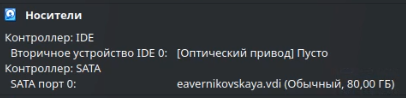 Носители
Контроллер: IDE
Вторичное устройство IDE 0: [Оптический привод] Пусто
Контроллер: SATA
SATA порт 0: eavernikovskaya.vdi (Обычный, 80,00 ГБ)